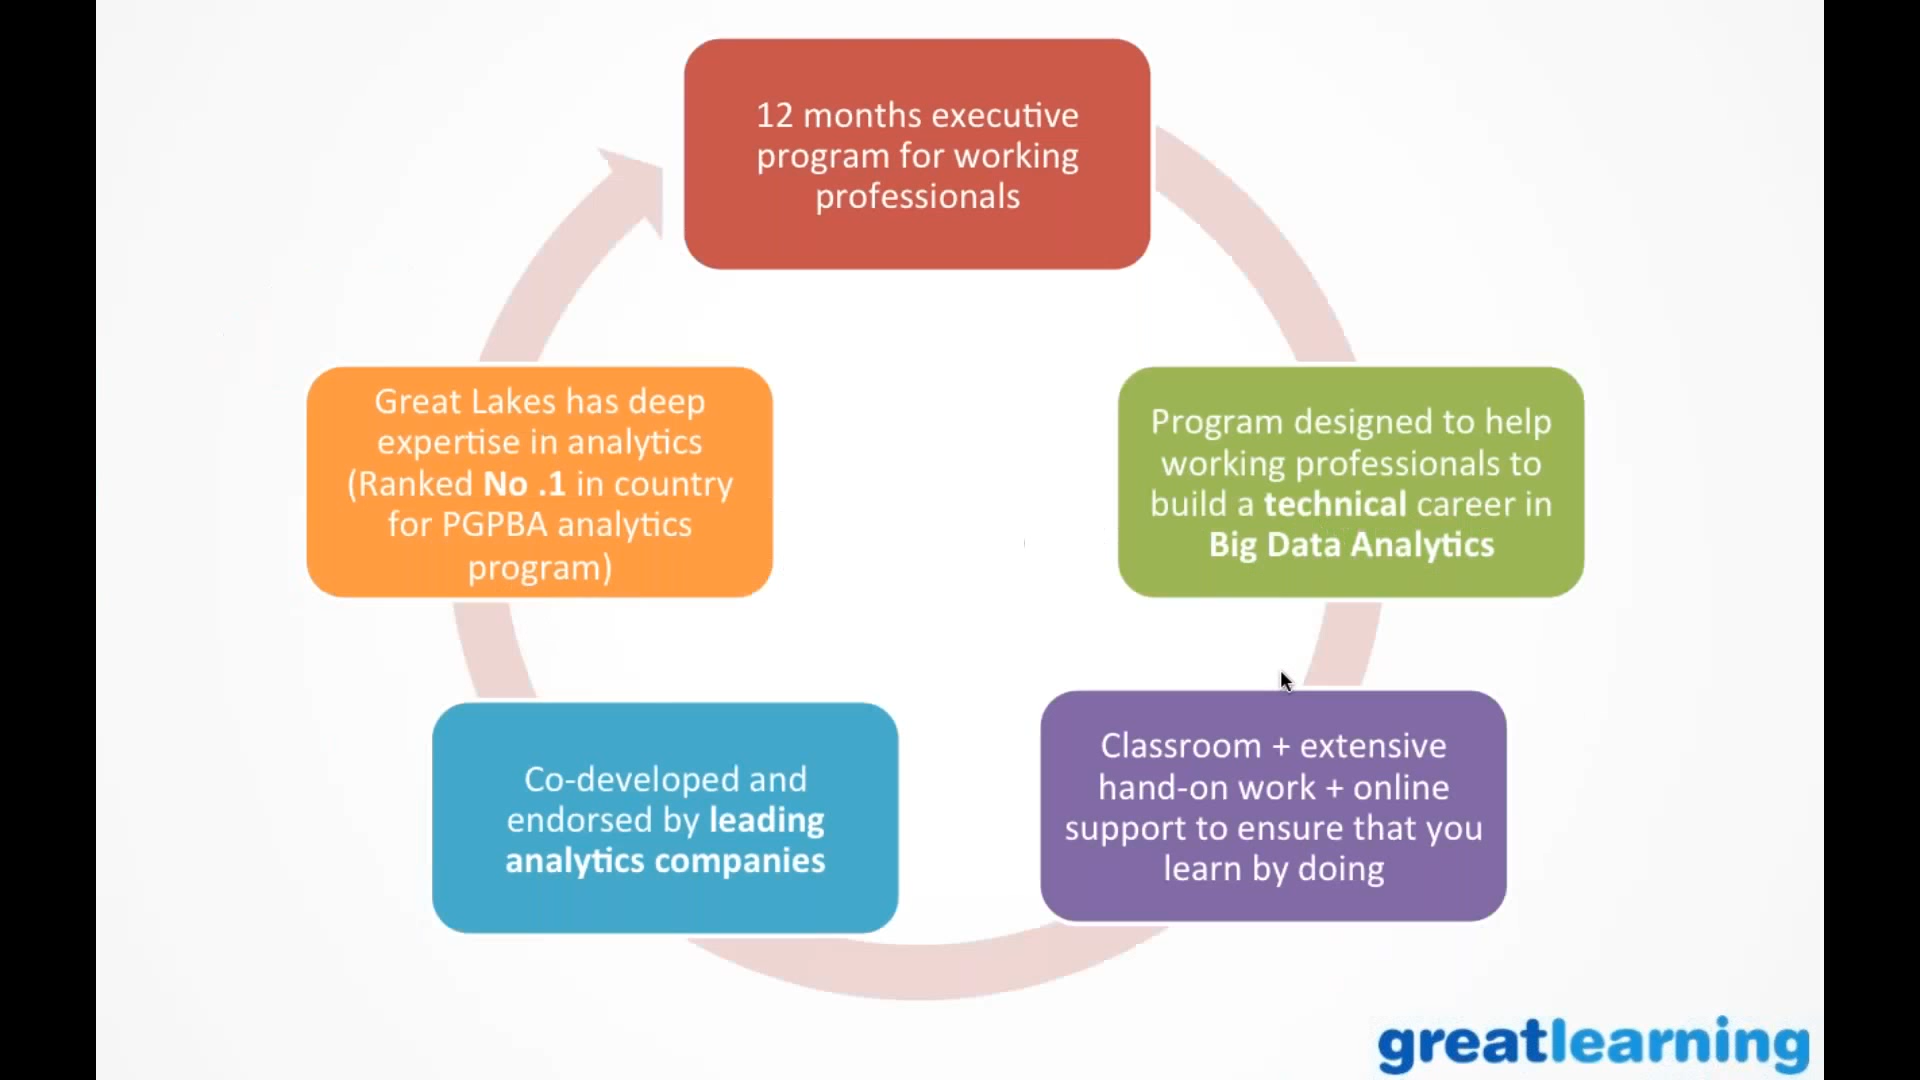 12 months executive
program for working
professionals
Program designed to help
working professionals to
build a technical career in
Big Data Analytics
Classroom + extensive
hand-on work + online
support to ensure that you
learn by doing
Co-developed and
endorsed by leading
analytics companies
Great Lakes has deep
expertise in analytics
(Ranked No .1 in country
for PGPBA analytics
program)
greatlearning